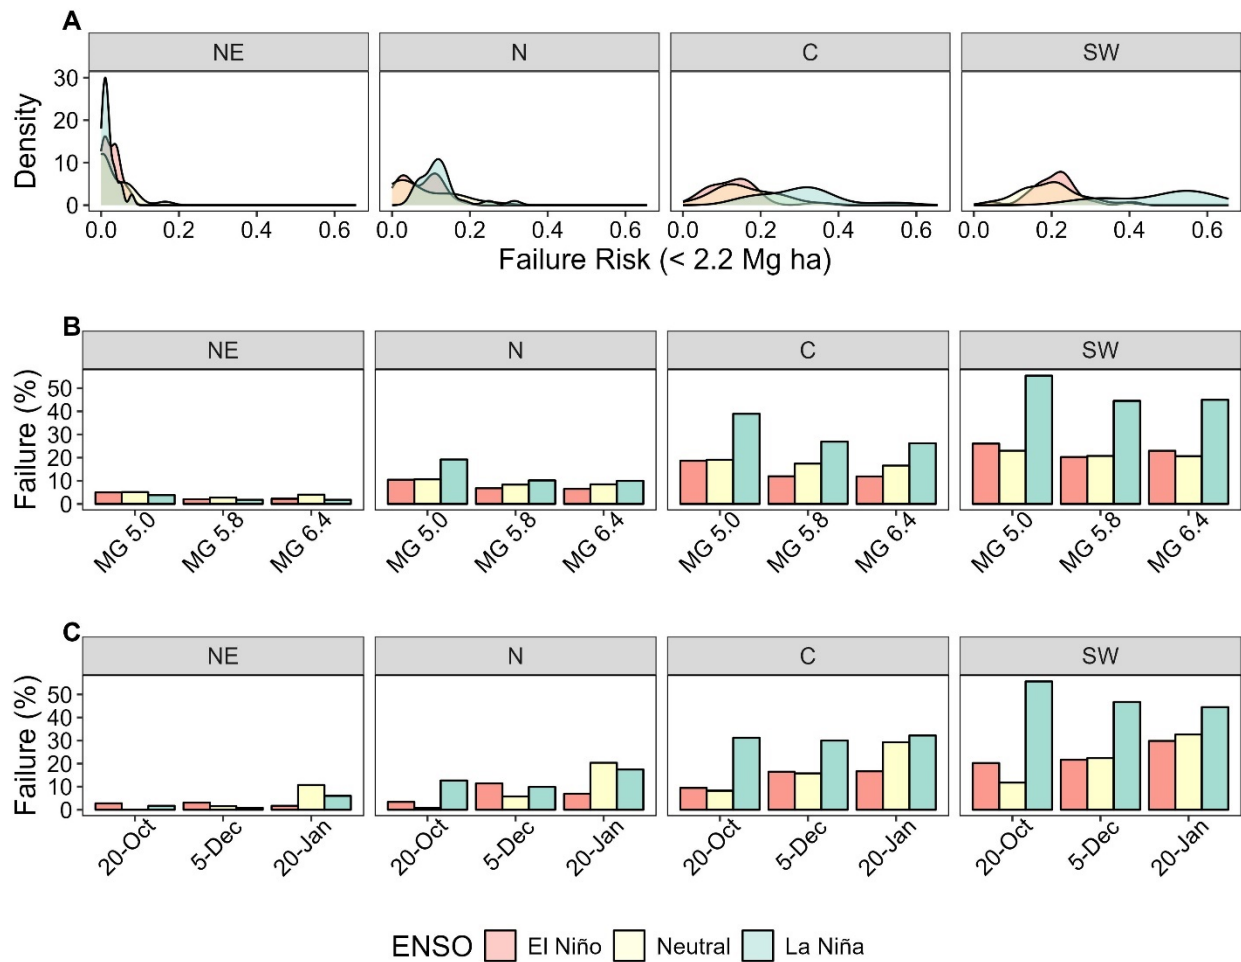 A
NE N C SW
Density
30
20
10
0
0.0 0.2 0.4 0.6 0.0 0.2 0.4 0.6 0.0 0.2 0.4 0.6 0.0 0.2 0.4 0.6
Failure Risk (< 2.2 Mg ha)
B
NE N C SW
Failure (%)
50
40
30
20
10
0
MG 5.0 MG 5.8 MG 6.4 MG 5.0 MG 5.8 MG 6.4 MG 5.0 MG 5.8 MG 6.4 MG 5.0 MG 5.8 MG 6.4
C
NE N C SW
Failure (%)
50
40
30
20
10
0
20-Oct 5-Dec 20-Jan 20-Oct 5-Dec 20-Jan 20-Oct 5-Dec 20-Jan 20-Oct 5-Dec 20-Jan
ENSO El Niño Neutral La Niña